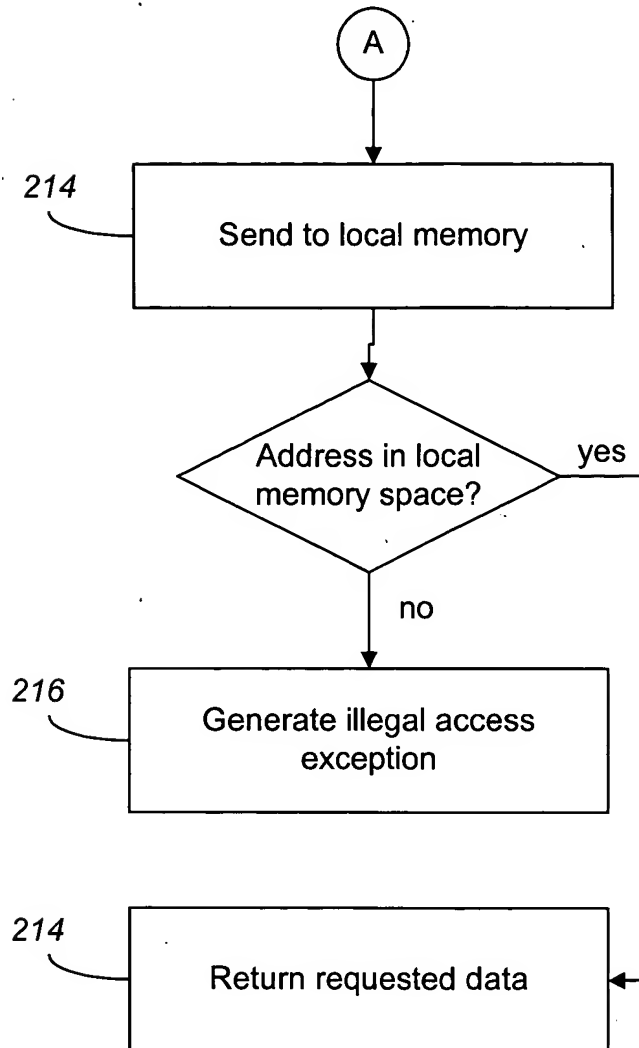 A
214
Send to local memory
Address in local
memory space?
yes
no
216
Generate illegal access
exception
214
Return requested data